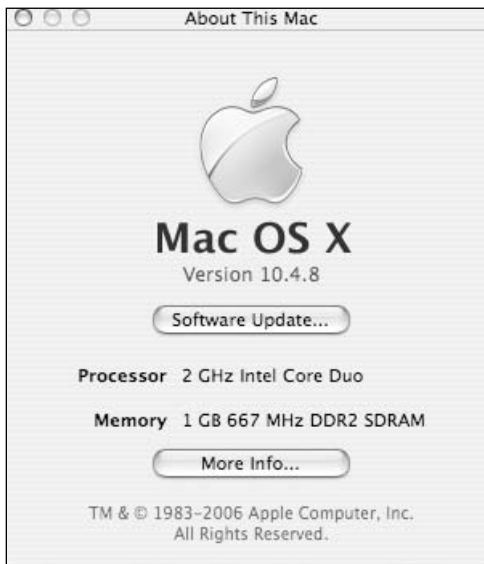 About This Mac
Mac OS X
Version 10.4.8
Software Update...
Processor 2 GHz Intel Core Duo
Memory 1 GB 667 MHz DDR2 SDRAM
More Info...
TM & © 1983–2006 Apple Computer, Inc.
All Rights Reserved.